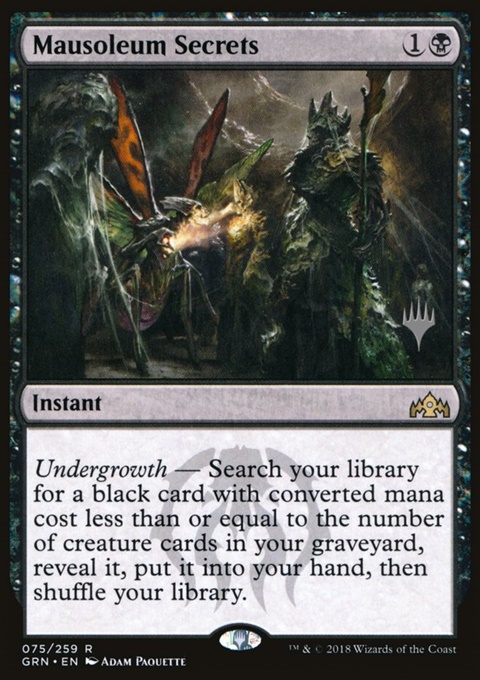 Mausoleum Secrets 1
Instant
Undergrowth — Search your library
for a black card with converted mana
cost less than or equal to the number
of creature cards in your graveyard,
reveal it, put it into your hand, then
shuffle your library.
075/259 R
GRN • EN Adam Paquette
™ & © 2018 Wizards of the Coast